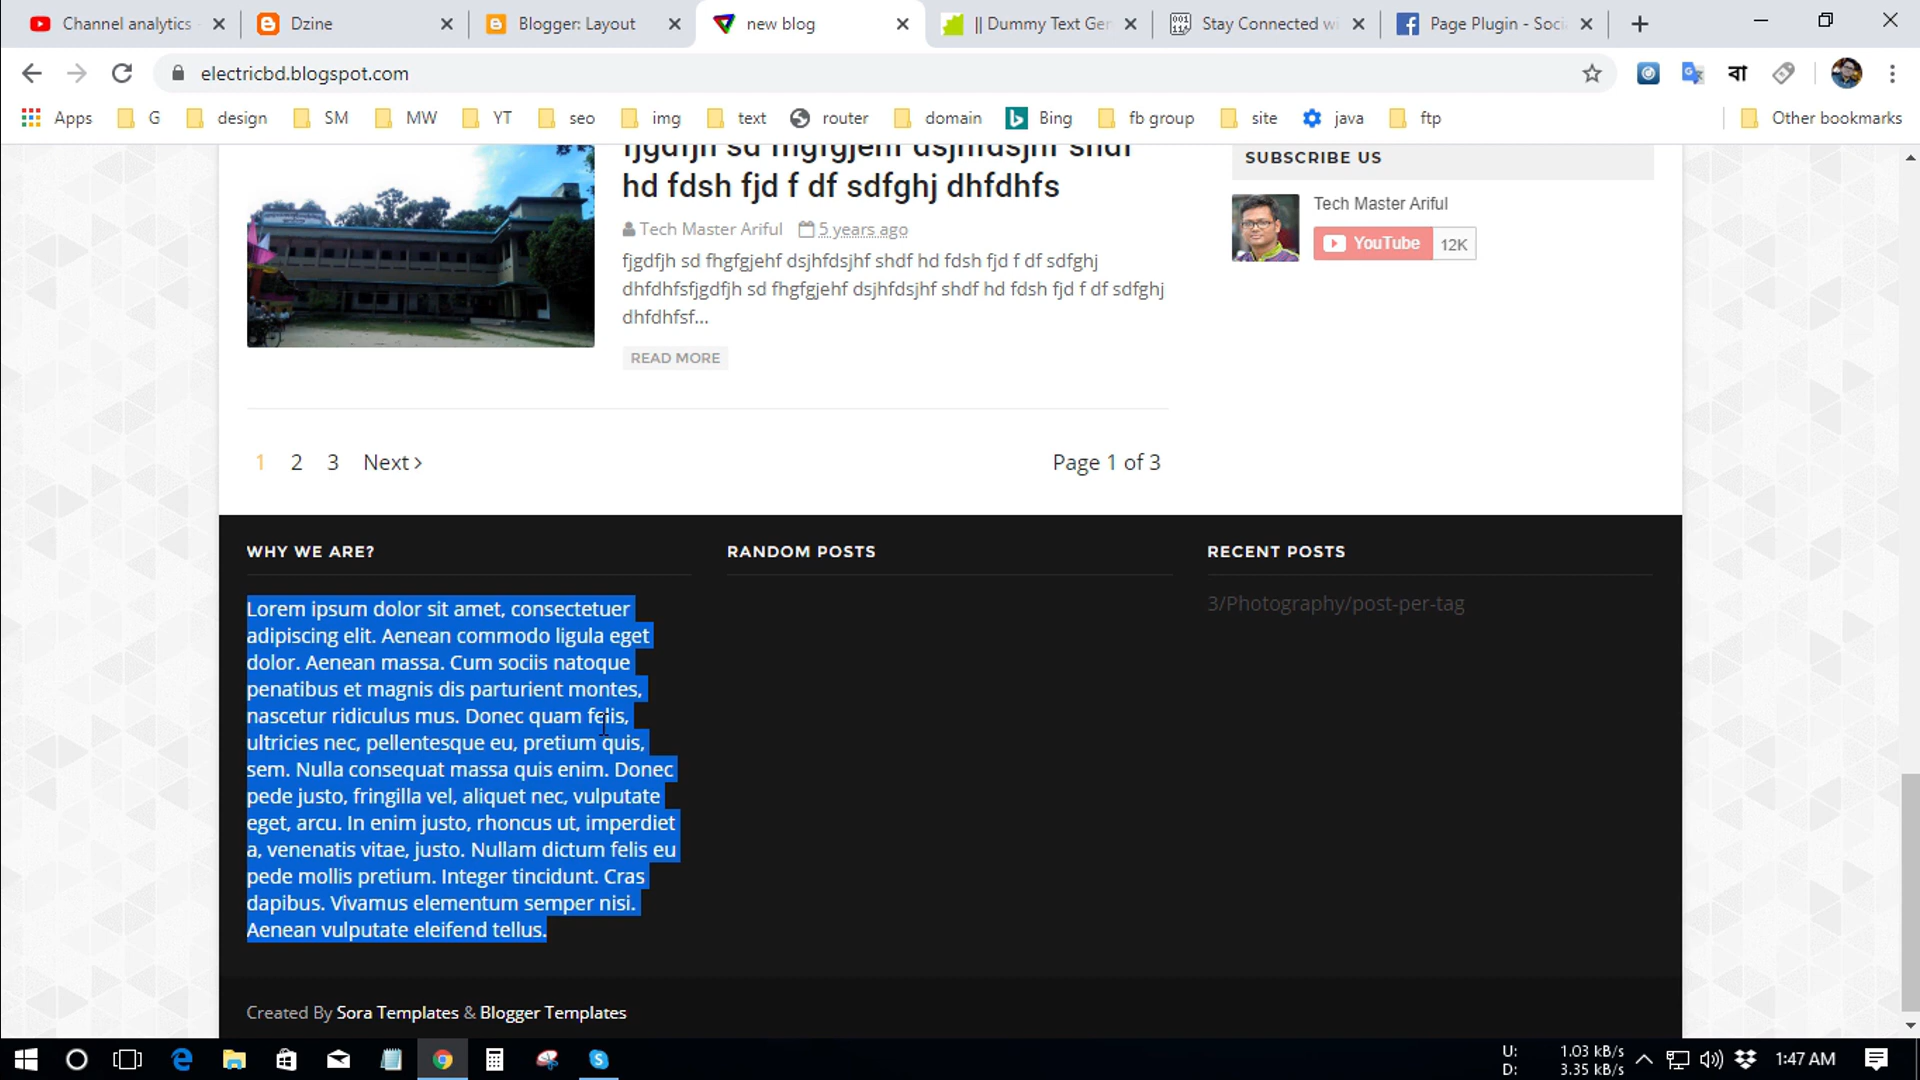 Channel analytics -
Dzine
Blogger: Layout
new blog
|| Dummy Text Gen
Stay Connected wi
Page Plugin - Soci
electricbd.blogspot.com
বা
Apps
G
design
SM
MW
YT
seo
img
text
router
domain
Bing
fb group
site
java
ftp
Other bookmarks
fjgdfjh sd fhgfgjehf dsjhfdsjhf shdf
hd fdsh fjd f df sdfghj dhfdhfs
Tech Master Ariful 5 years ago
fjgdfjh sd fhgfgjehf dsjhfdsjhf shdf hd fdsh fjd f df sdfghj
dhfdhfsfjgdfjh sd fhgfgjehf dsjhfdsjhf shdf hd fdsh fjd f df sdfghj
dhfdhfsf...
READ MORE
SUBSCRIBE US
Tech Master Ariful
YouTube 12K
1 2 3 Next
Page 1 of 3
WHY WE ARE?
Lorem ipsum dolor sit amet, consectetuer
adipiscing elit. Aenean commodo ligula eget
dolor. Aenean massa. Cum sociis natoque
penatibus et magnis dis parturient montes,
nascetur ridiculus mus. Donec quam felis,
ultricies nec, pellentesque eu, pretium quis,
sem. Nulla consequat massa quis enim. Donec
pede justo, fringilla vel, aliquet nec, vulputate
eget, arcu. In enim justo, rhoncus ut, imperdiet
a, venenatis vitae, justo. Nullam dictum felis eu
pede mollis pretium. Integer tincidunt. Cras
dapibus. Vivamus elementum semper nisi.
Aenean vulputate eleifend tellus.
RANDOM POSTS
RECENT POSTS
3/Photography/post-per-tag
Created By Sora Templates & Blogger Templates
U: 1.03 kB/s
D: 3.35 kB/s
1:47 AM